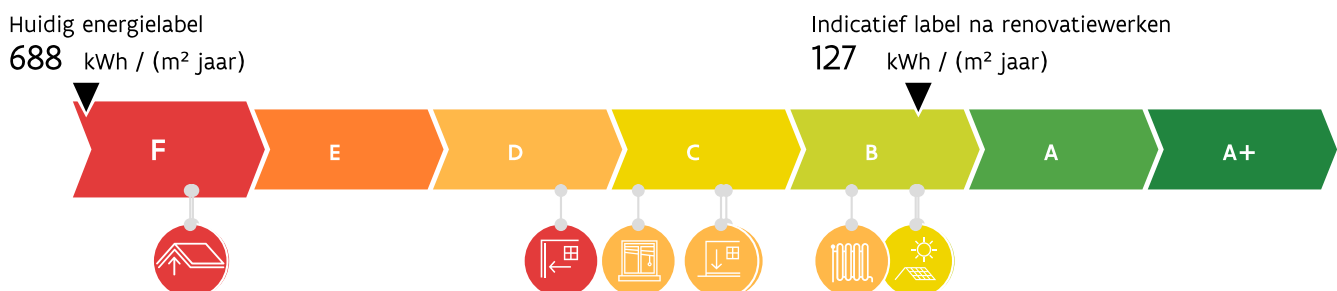 Huidig energielabel
688 kWh / (m² jaar)
Indicatief label na renovatiewerken
127 kWh / (m² jaar)
F E D C B A A+